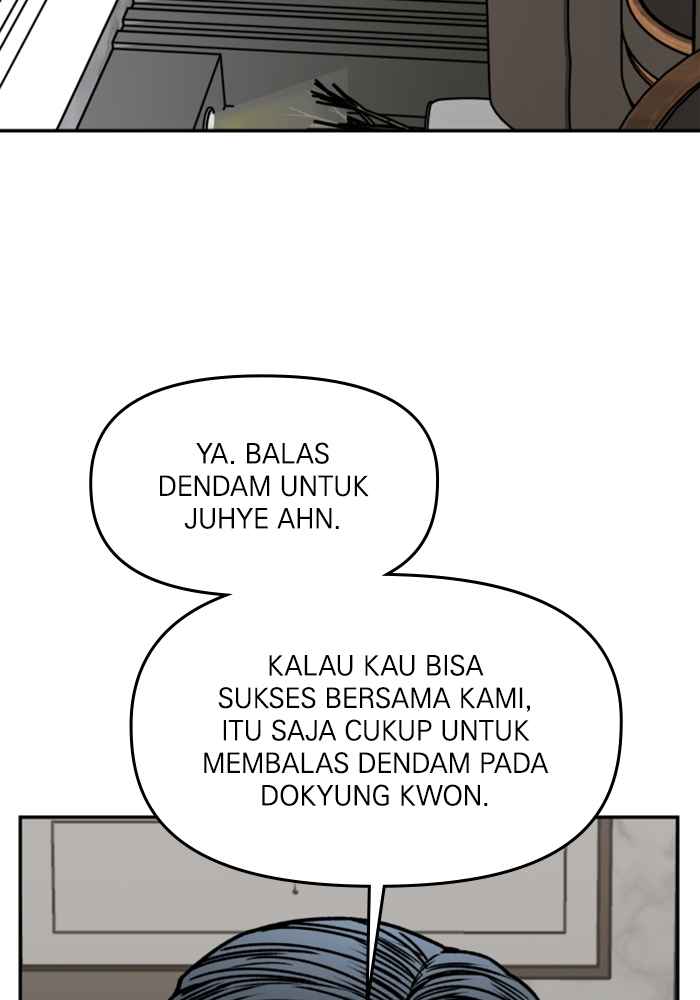 YA. BALAS
DENDAM UNTUK
JUHYE AHN.
KALAU KAU BISA
SUKSES BERSAMA KAMI,
ITU SAJA CUKUP UNTUK
MEMBALAS DENDAM PADA
DOKYUNG KWON.